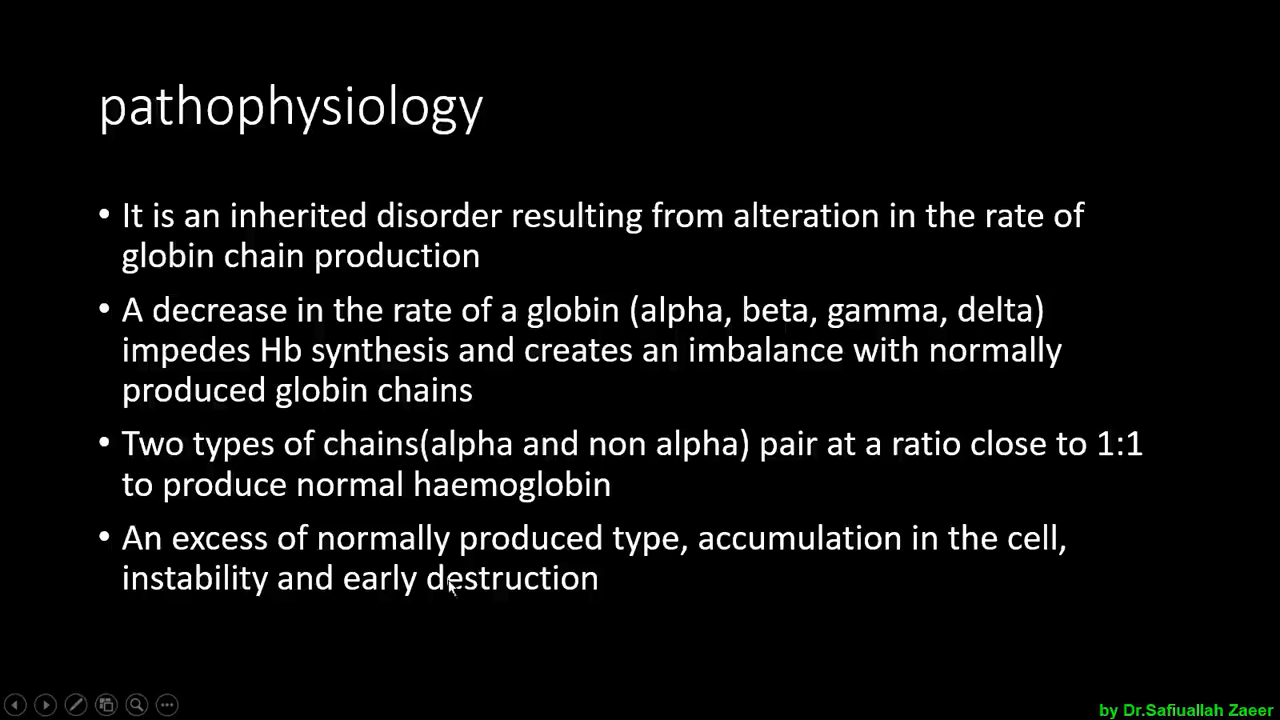 pathophysiology
• It is an inherited disorder resulting from alteration in the rate of
globin chain production
• A decrease in the rate of a globin (alpha, beta, gamma, delta)
impedes Hb synthesis and creates an imbalance with normally
produced globin chains
• Two types of chains(alpha and non alpha) pair at a ratio close to 1:1
to produce normal haemoglobin
• An excess of normally produced type, accumulation in the cell,
instability and early destruction
by Dr.Safiuallah Zaeer